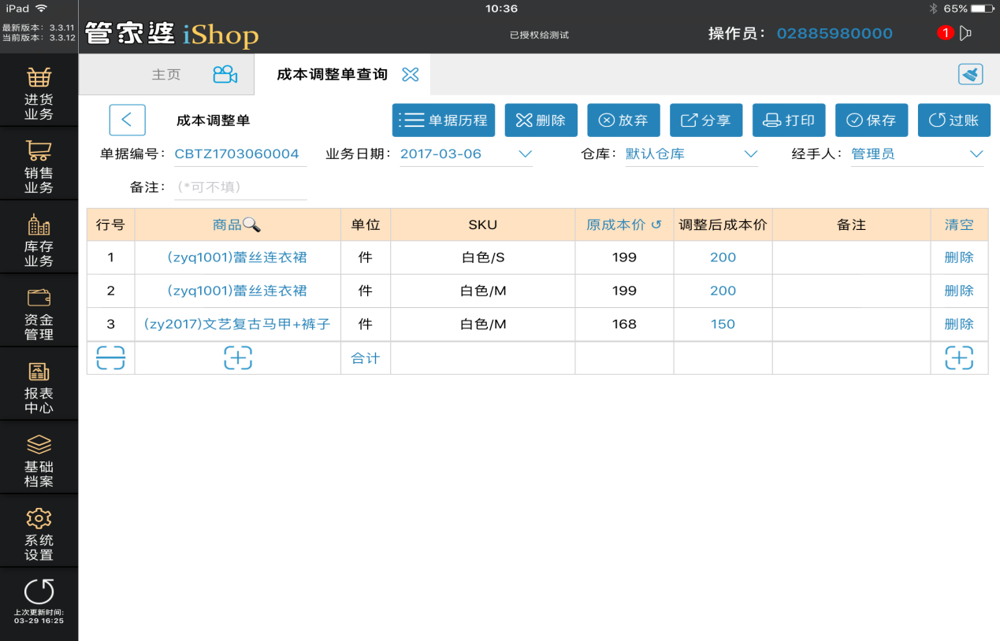 iPad 10:36 65%
最新版本: 3.3.11
当前版本: 3.3.12
管家婆 iShop 已授权给测试 操作员: 02885980000 1
进货
业务
销售
业务
库存
业务
资金
管理
报表
中心
基础
档案
系统
设置
上次更新时间:
03-29 16:25
主页 成本调整单查询
成本调整单 单据历程 删除 放弃 分享 打印 保存 过账
单据编号: CBTZ1703060004 业务日期: 2017-03-06 仓库: 默认仓库 经手人: 管理员
备注: (*可不填)
行号 商品 单位 SKU 原成本价 调整后成本价 备注 清空
1 (zyq1001)蕾丝连衣裙 件 白色/S 199 200 删除
2 (zyq1001)蕾丝连衣裙 件 白色/M 199 200 删除
3 (zy2017)文艺复古马甲+裤子 件 白色/M 168 150 删除
合计